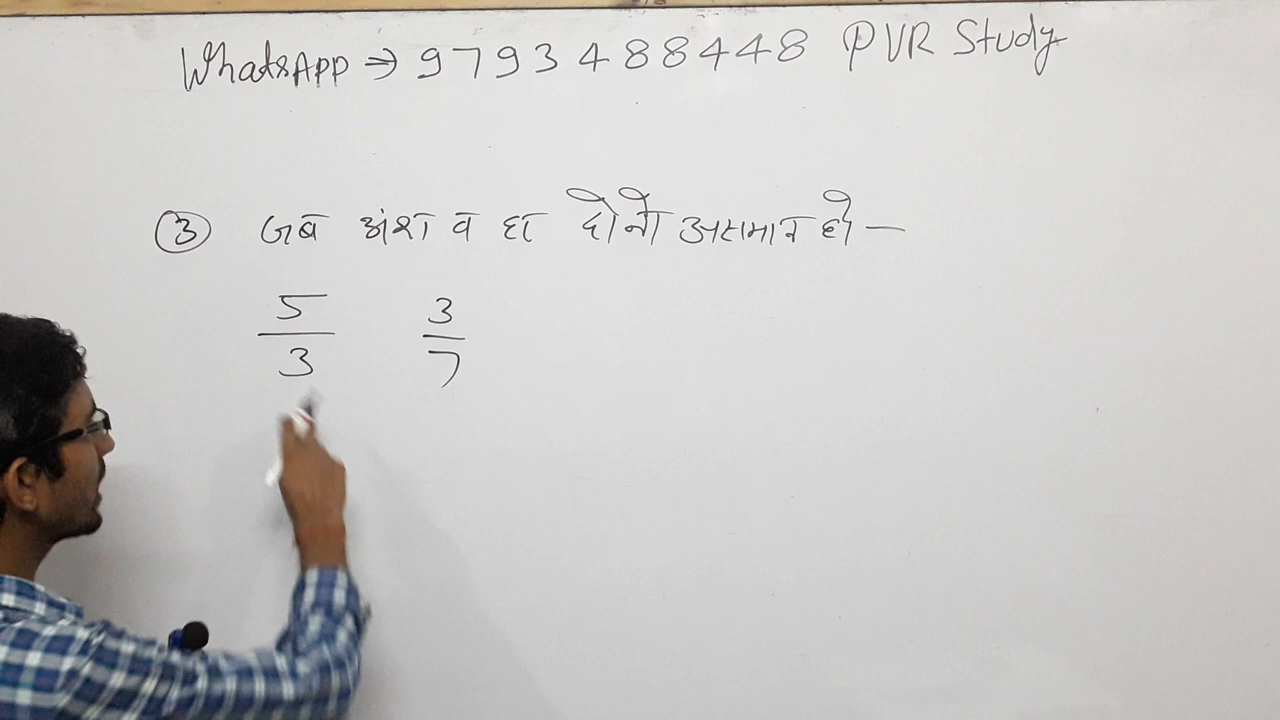 WhatsApp ⇒ 9793488448 PVR Study
③ जब अंश व हर दोनों असमान हो —
5/3 3/7